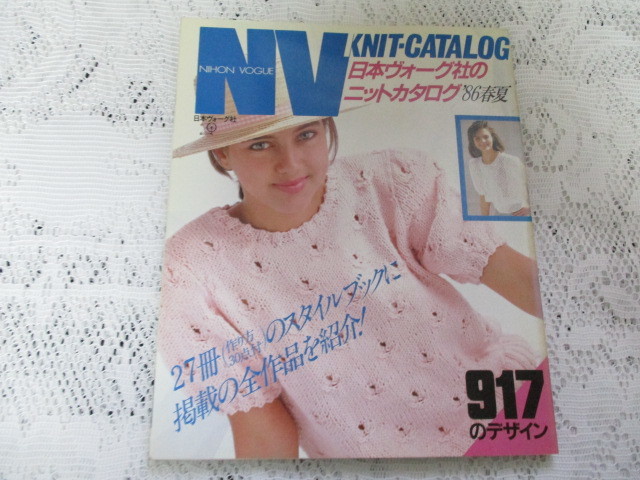 NV
NIHON VOGUE
KNIT-CATALOG
日本ヴォーグ社の
ニットカタログ'86春夏
日本ヴォーグ社
27冊(作り方30点付)のスタイルブックに
掲載の全作品を紹介!
917
のデザイン